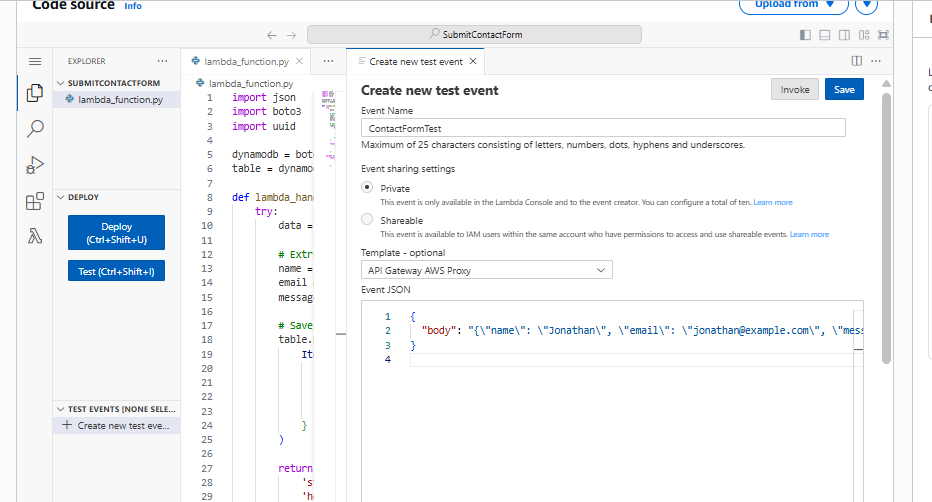 Code source Info
Upload from ▼
SubmitContactForm
EXPLORER
SUBMITCONTACTFORM
lambda_function.py
DEPLOY
Deploy
(Ctrl+Shift+U)
Test (Ctrl+Shift+I)
TEST EVENTS [NONE SELE...
Create new test eve...
lambda_function.py
lambda_function.py
1 import json
2 import boto3
3 import uuid
4
5 dynamodb = bot
6 table = dynamo
7
8 def lambda_han
9 try:
10 data =
11
12 # Extr
13 name =
14 email =
15 messag
16
17 # Save
18 table.
19 Ite
20
21
22
23
24 }
25 )
26
27 return
28 's
29 'h
Create new test event
Create new test event
Invoke
Save
Event Name
ContactFormTest
Maximum of 25 characters consisting of letters, numbers, dots, hyphens and underscores.
Event sharing settings
Private
This event is only available in the Lambda Console and to the event creator. You can configure a total of ten. Learn more
Shareable
This event is available to IAM users within the same account who have permissions to access and use shareable events. Learn more
Template - optional
API Gateway AWS Proxy
Event JSON
1 {
2 "body": "{\"name\": \"Jonathan\", \"email\": \"jonathan@example.com\", \"mess
3 }
4